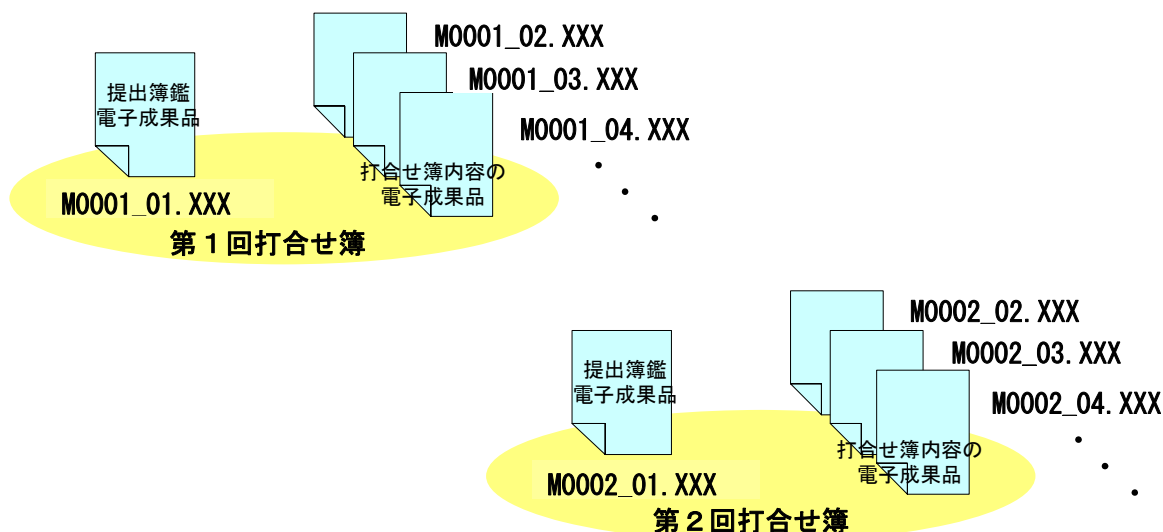 M0001_02.XXX
M0001_03.XXX
提出簿鑑
電子成果品
M0001_04.XXX
打合せ簿内容の
電子成果品
M0001_01.XXX
第１回打合せ簿
M0002_02.XXX
M0002_03.XXX
提出簿鑑
電子成果品
M0002_04.XXX
打合せ簿内容の
電子成果品
M0002_01.XXX
第２回打合せ簿